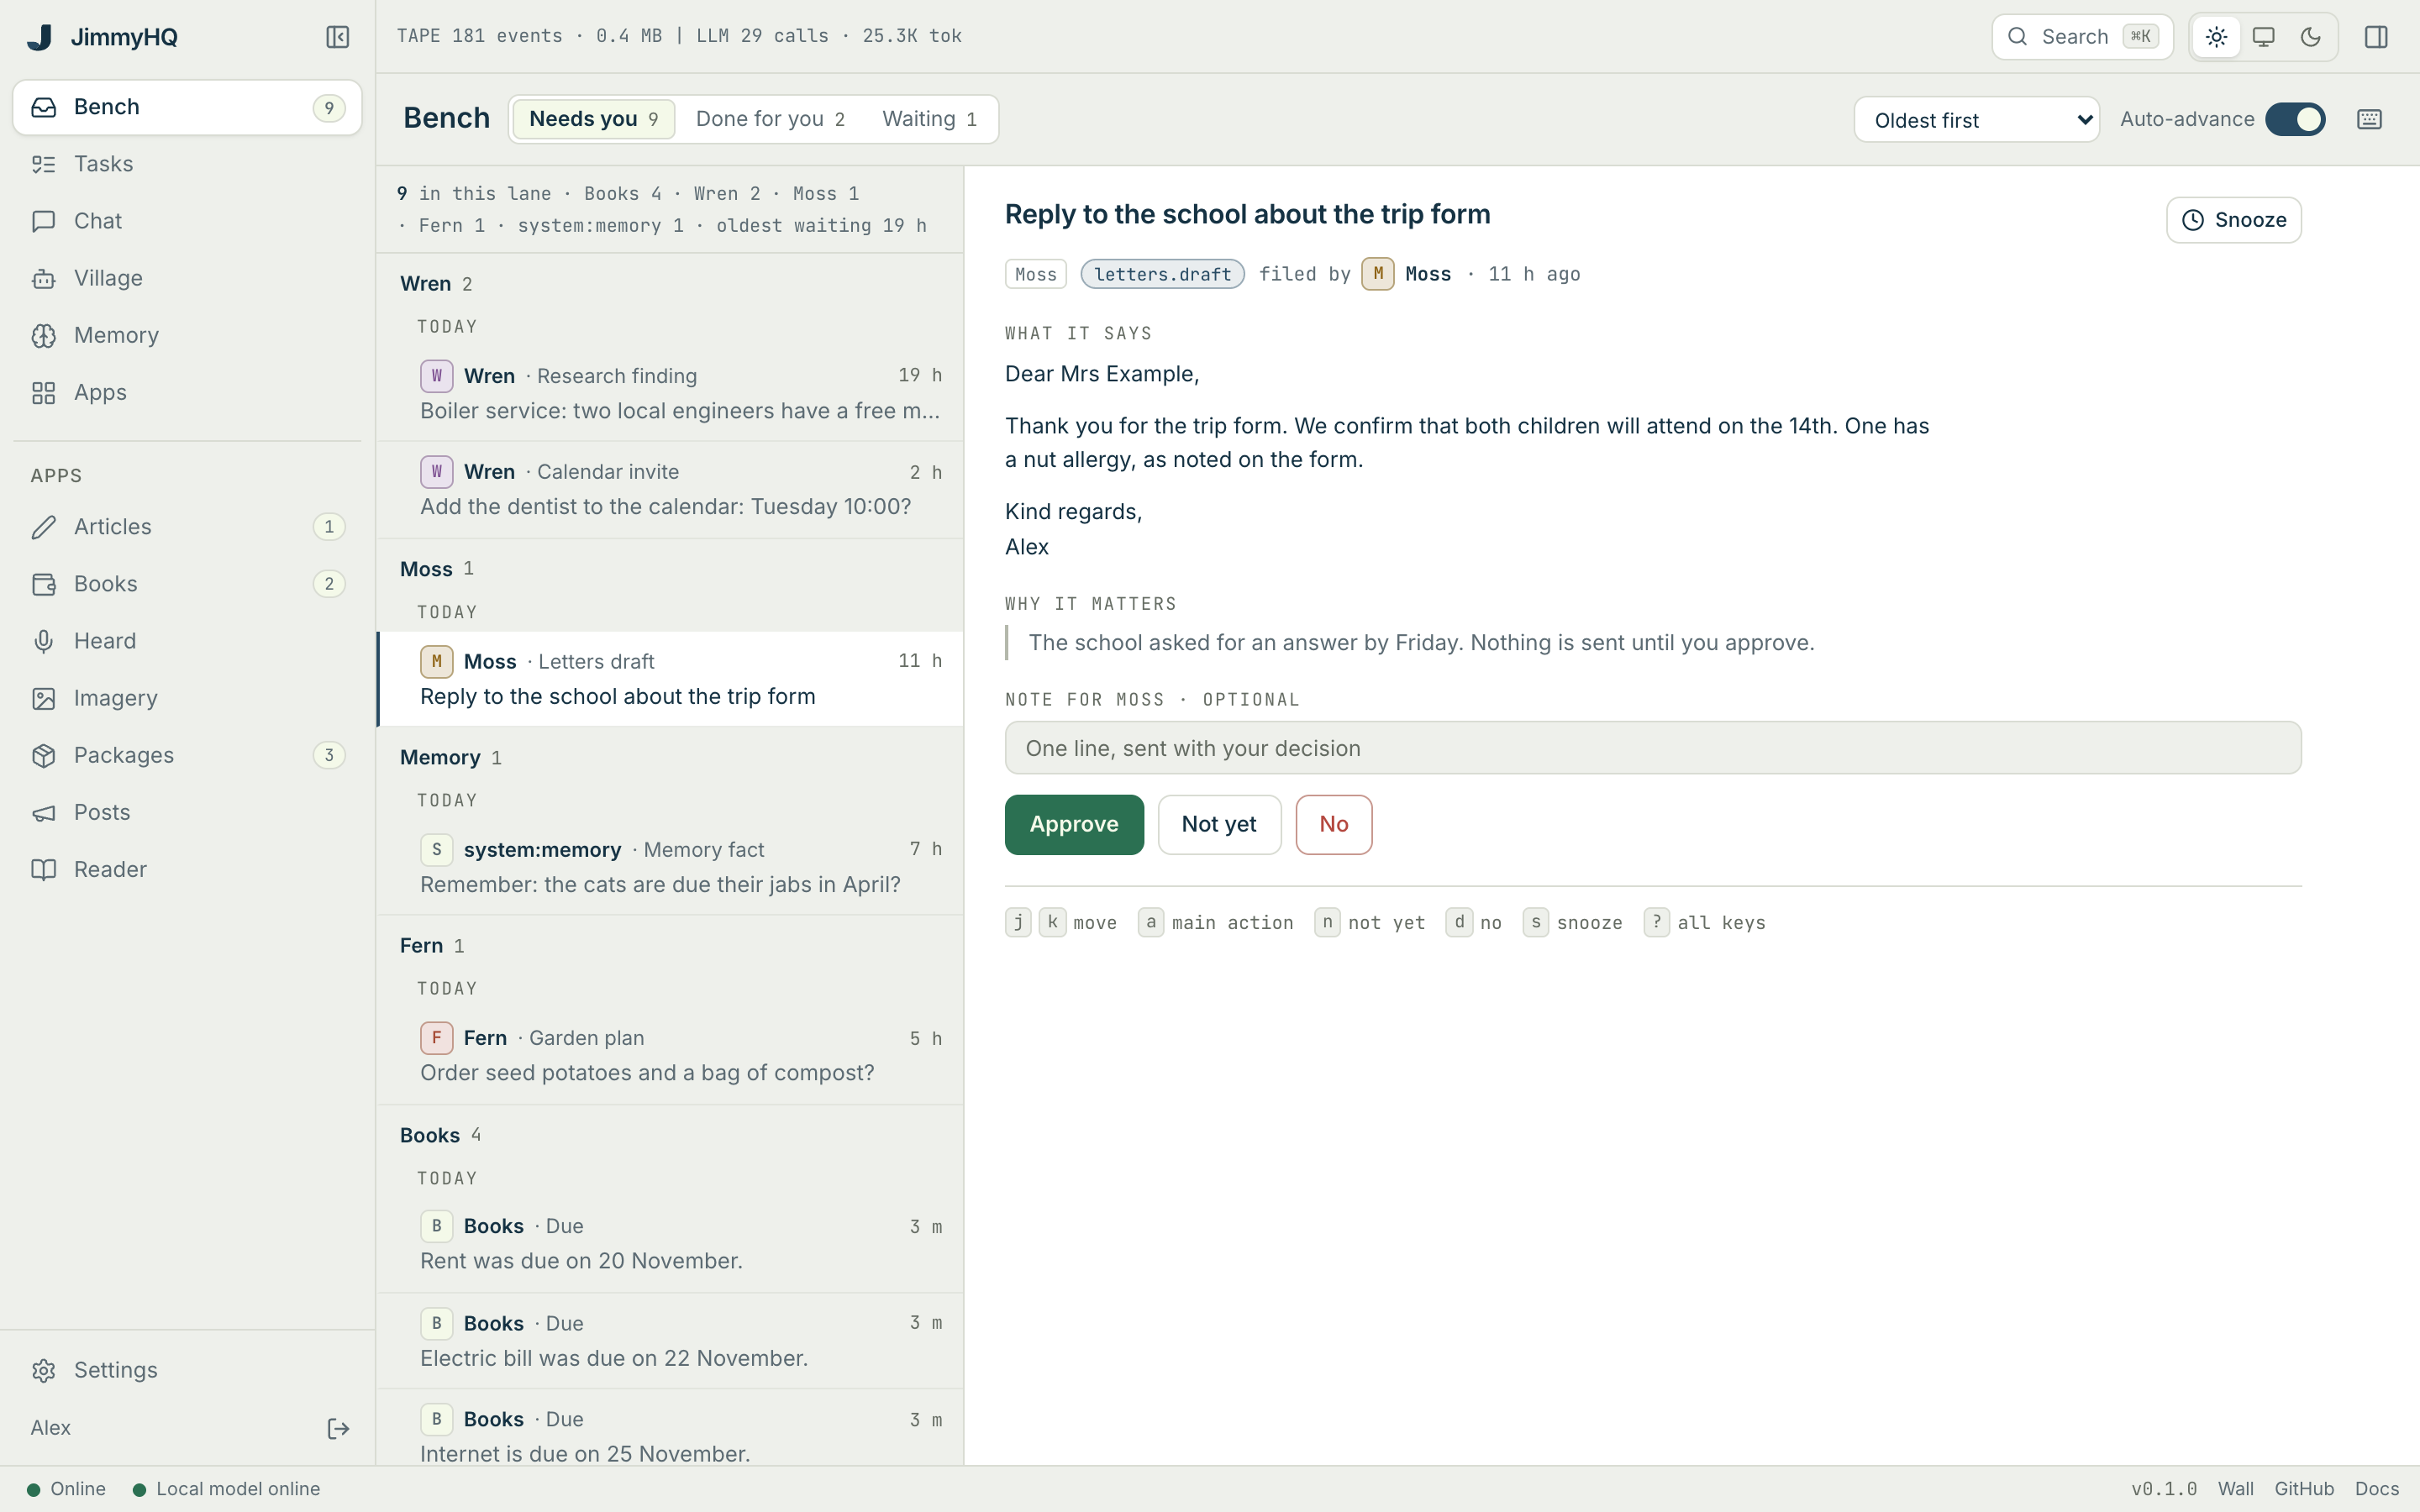 JimmyHQ
Bench 9
Tasks
Chat
Village
Memory
Apps
APPS
Articles 1
Books 2
Heard
Imagery
Packages 3
Posts
Reader
Settings
Alex
TAPE 181 events · 0.4 MB | LLM 29 calls · 25.3K tok
Search ⌘K
Bench
Needs you 9
Done for you 2
Waiting 1
Oldest first
Auto-advance
9 in this lane · Books 4 · Wren 2 · Moss 1
· Fern 1 · system:memory 1 · oldest waiting 19 h
Wren 2
TODAY
W Wren · Research finding 19 h
Boiler service: two local engineers have a free m...
W Wren · Calendar invite 2 h
Add the dentist to the calendar: Tuesday 10:00?
Moss 1
TODAY
M Moss · Letters draft 11 h
Reply to the school about the trip form
Memory 1
TODAY
S system:memory · Memory fact 7 h
Remember: the cats are due their jabs in April?
Fern 1
TODAY
F Fern · Garden plan 5 h
Order seed potatoes and a bag of compost?
Books 4
TODAY
B Books · Due 3 m
Rent was due on 20 November.
B Books · Due 3 m
Electric bill was due on 22 November.
B Books · Due 3 m
Internet is due on 25 November.
Reply to the school about the trip form
Snooze
Moss letters.draft filed by M Moss · 11 h ago
WHAT IT SAYS
Dear Mrs Example,
Thank you for the trip form. We confirm that both children will attend on the 14th. One has
a nut allergy, as noted on the form.
Kind regards,
Alex
WHY IT MATTERS
The school asked for an answer by Friday. Nothing is sent until you approve.
NOTE FOR MOSS · OPTIONAL
One line, sent with your decision
Approve
Not yet
No
j k move a main action n not yet d no s snooze ? all keys
Online
Local model online
v0.1.0 Wall GitHub Docs